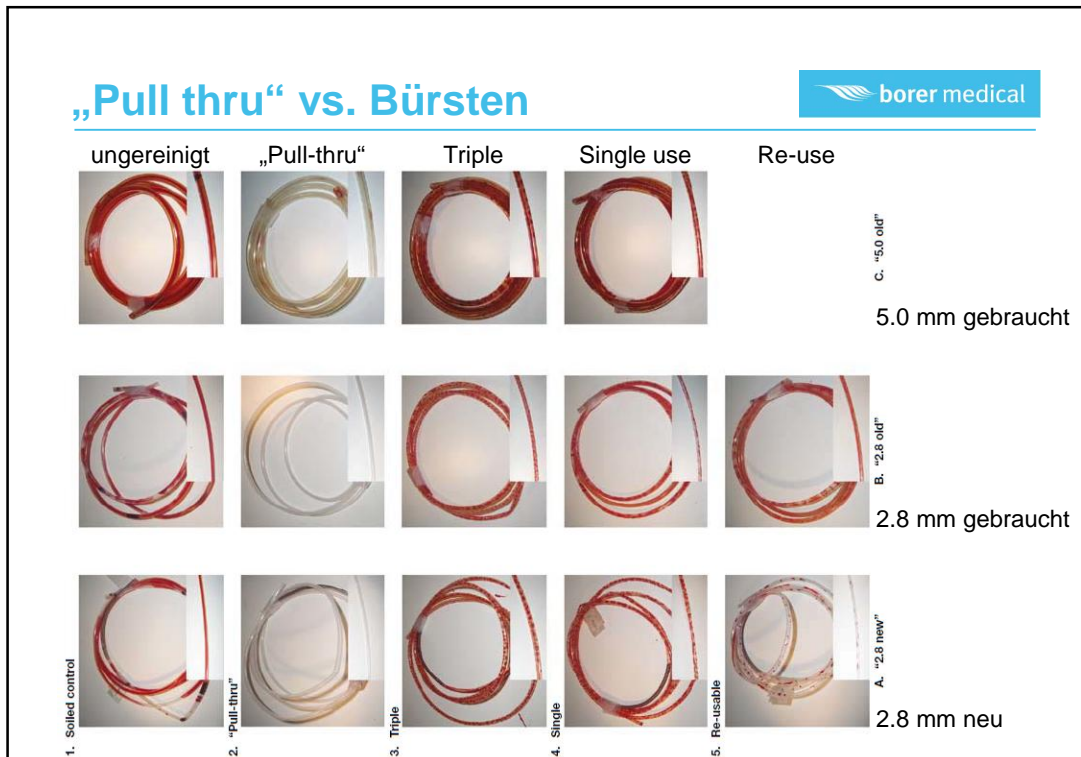 „Pull thru“ vs. Bürsten
borer medical
ungereinigt „Pull-thru“ Triple Single use Re-use
C. "5.0 old"
5.0 mm gebraucht
B. "2.8 old"
2.8 mm gebraucht
A. "2.8 new"
2.8 mm neu
1. Soiled control
2. "Pull-thru"
3. Triple
4. Single
5. Re-usable